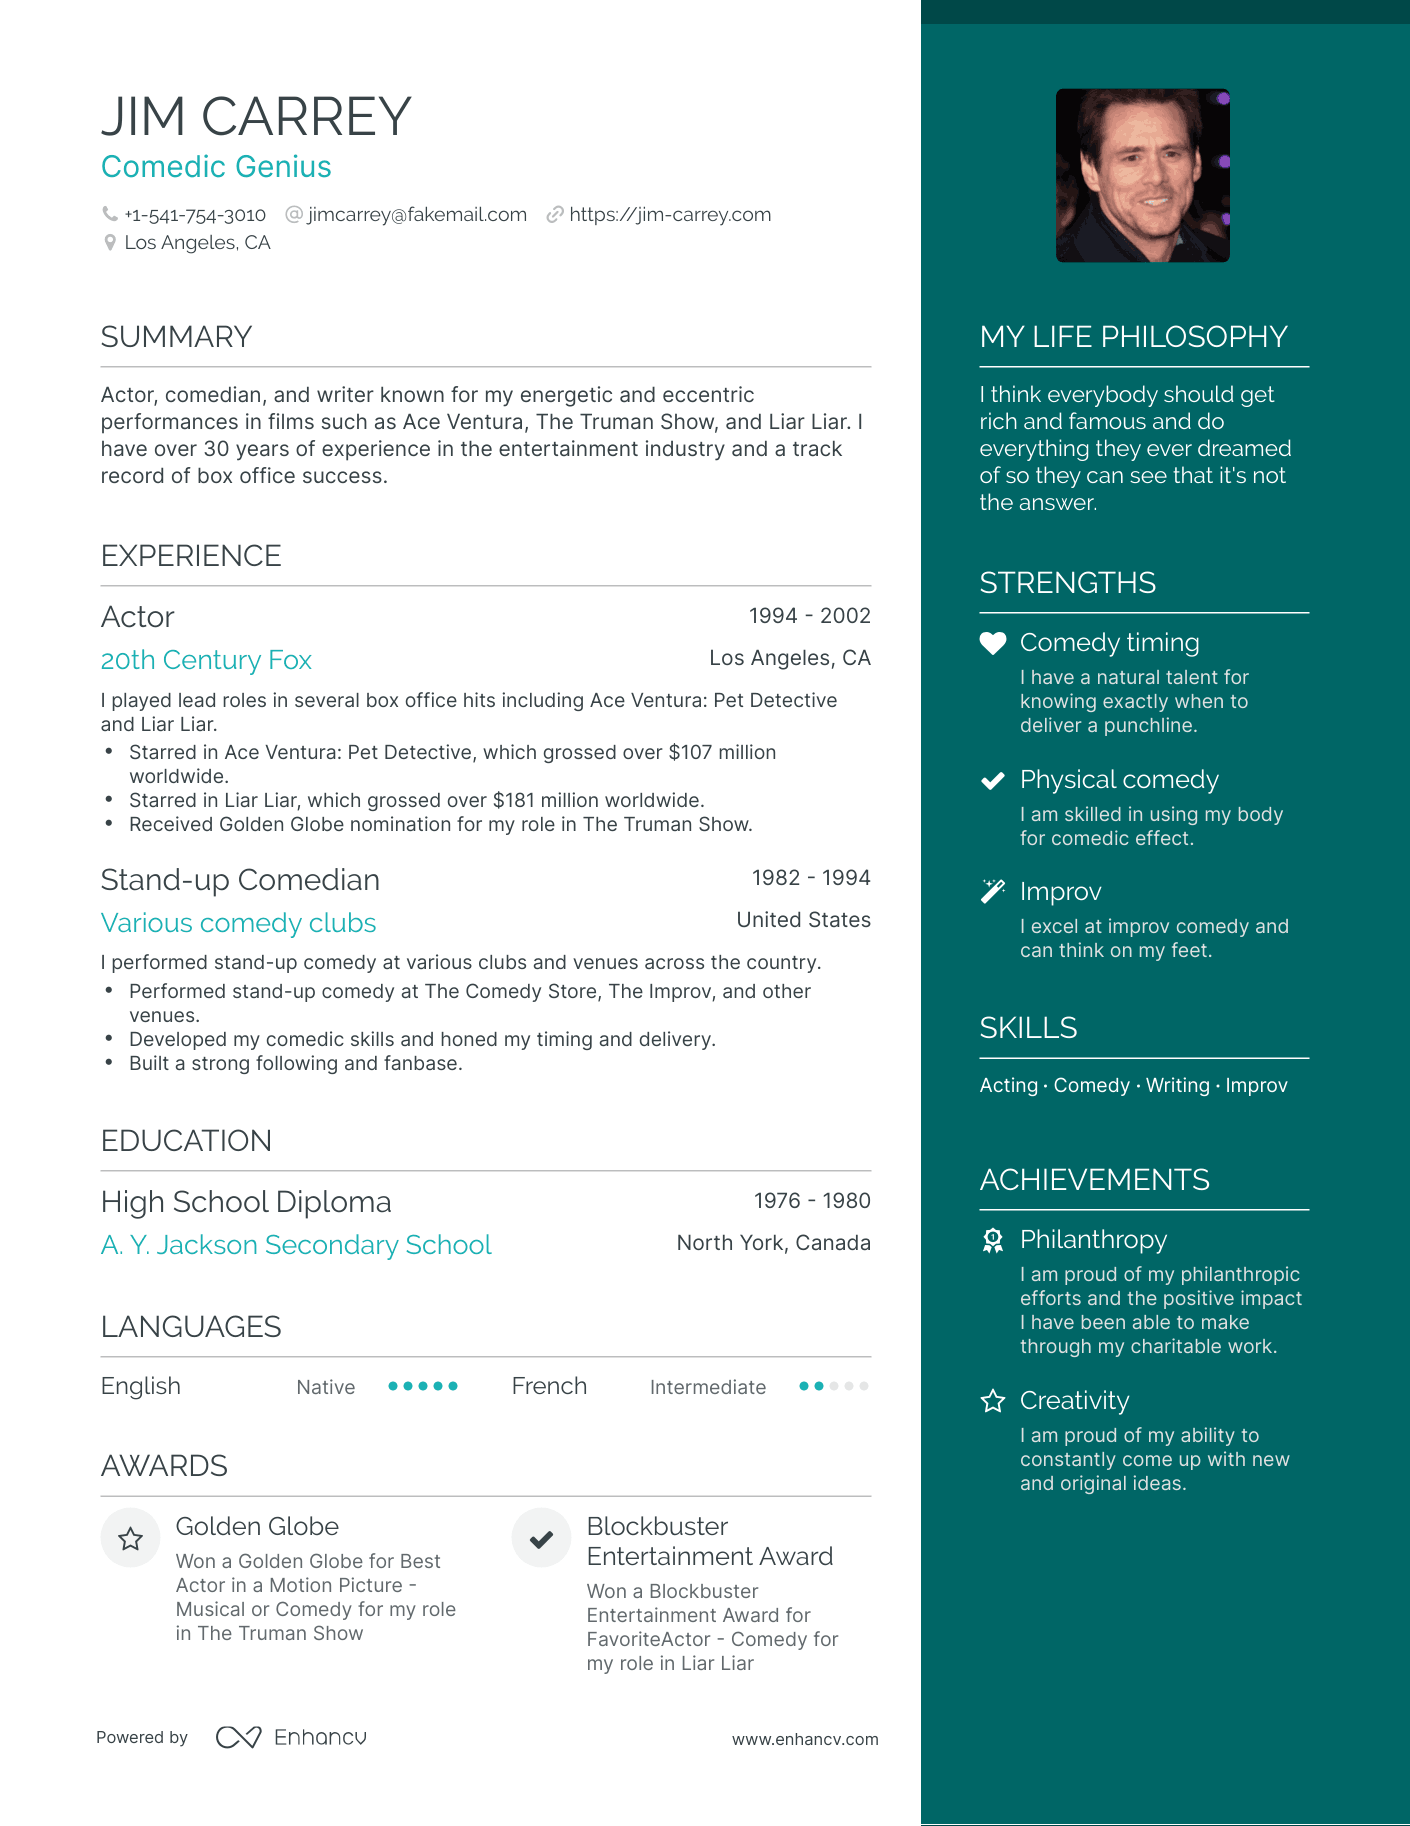 JIM CARREY
Comedic Genius
+1-541-754-3010 jimcarrey@fakemail.com https://jim-carrey.com
Los Angeles, CA
SUMMARY
Actor, comedian, and writer known for my energetic and eccentric
performances in films such as Ace Ventura, The Truman Show, and Liar Liar. I
have over 30 years of experience in the entertainment industry and a track
record of box office success.
EXPERIENCE
Actor 1994 - 2002
20th Century Fox Los Angeles, CA
I played lead roles in several box office hits including Ace Ventura: Pet Detective
and Liar Liar.
• Starred in Ace Ventura: Pet Detective, which grossed over $107 million
worldwide.
• Starred in Liar Liar, which grossed over $181 million worldwide.
• Received Golden Globe nomination for my role in The Truman Show.
Stand-up Comedian 1982 - 1994
Various comedy clubs United States
I performed stand-up comedy at various clubs and venues across the country.
• Performed stand-up comedy at The Comedy Store, The Improv, and other
venues.
• Developed my comedic skills and honed my timing and delivery.
• Built a strong following and fanbase.
EDUCATION
High School Diploma 1976 - 1980
A. Y. Jackson Secondary School North York, Canada
LANGUAGES
English Native French Intermediate
AWARDS
Golden Globe
Won a Golden Globe for Best
Actor in a Motion Picture -
Musical or Comedy for my role
in The Truman Show
Blockbuster
Entertainment Award
Won a Blockbuster
Entertainment Award for
FavoriteActor - Comedy for
my role in Liar Liar
Powered by Enhancv www.enhancv.com
MY LIFE PHILOSOPHY
I think everybody should get
rich and famous and do
everything they ever dreamed
of so they can see that it's not
the answer.
STRENGTHS
Comedy timing
I have a natural talent for
knowing exactly when to
deliver a punchline.
Physical comedy
I am skilled in using my body
for comedic effect.
Improv
I excel at improv comedy and
can think on my feet.
SKILLS
Acting · Comedy · Writing · Improv
ACHIEVEMENTS
Philanthropy
I am proud of my philanthropic
efforts and the positive impact
I have been able to make
through my charitable work.
Creativity
I am proud of my ability to
constantly come up with new
and original ideas.